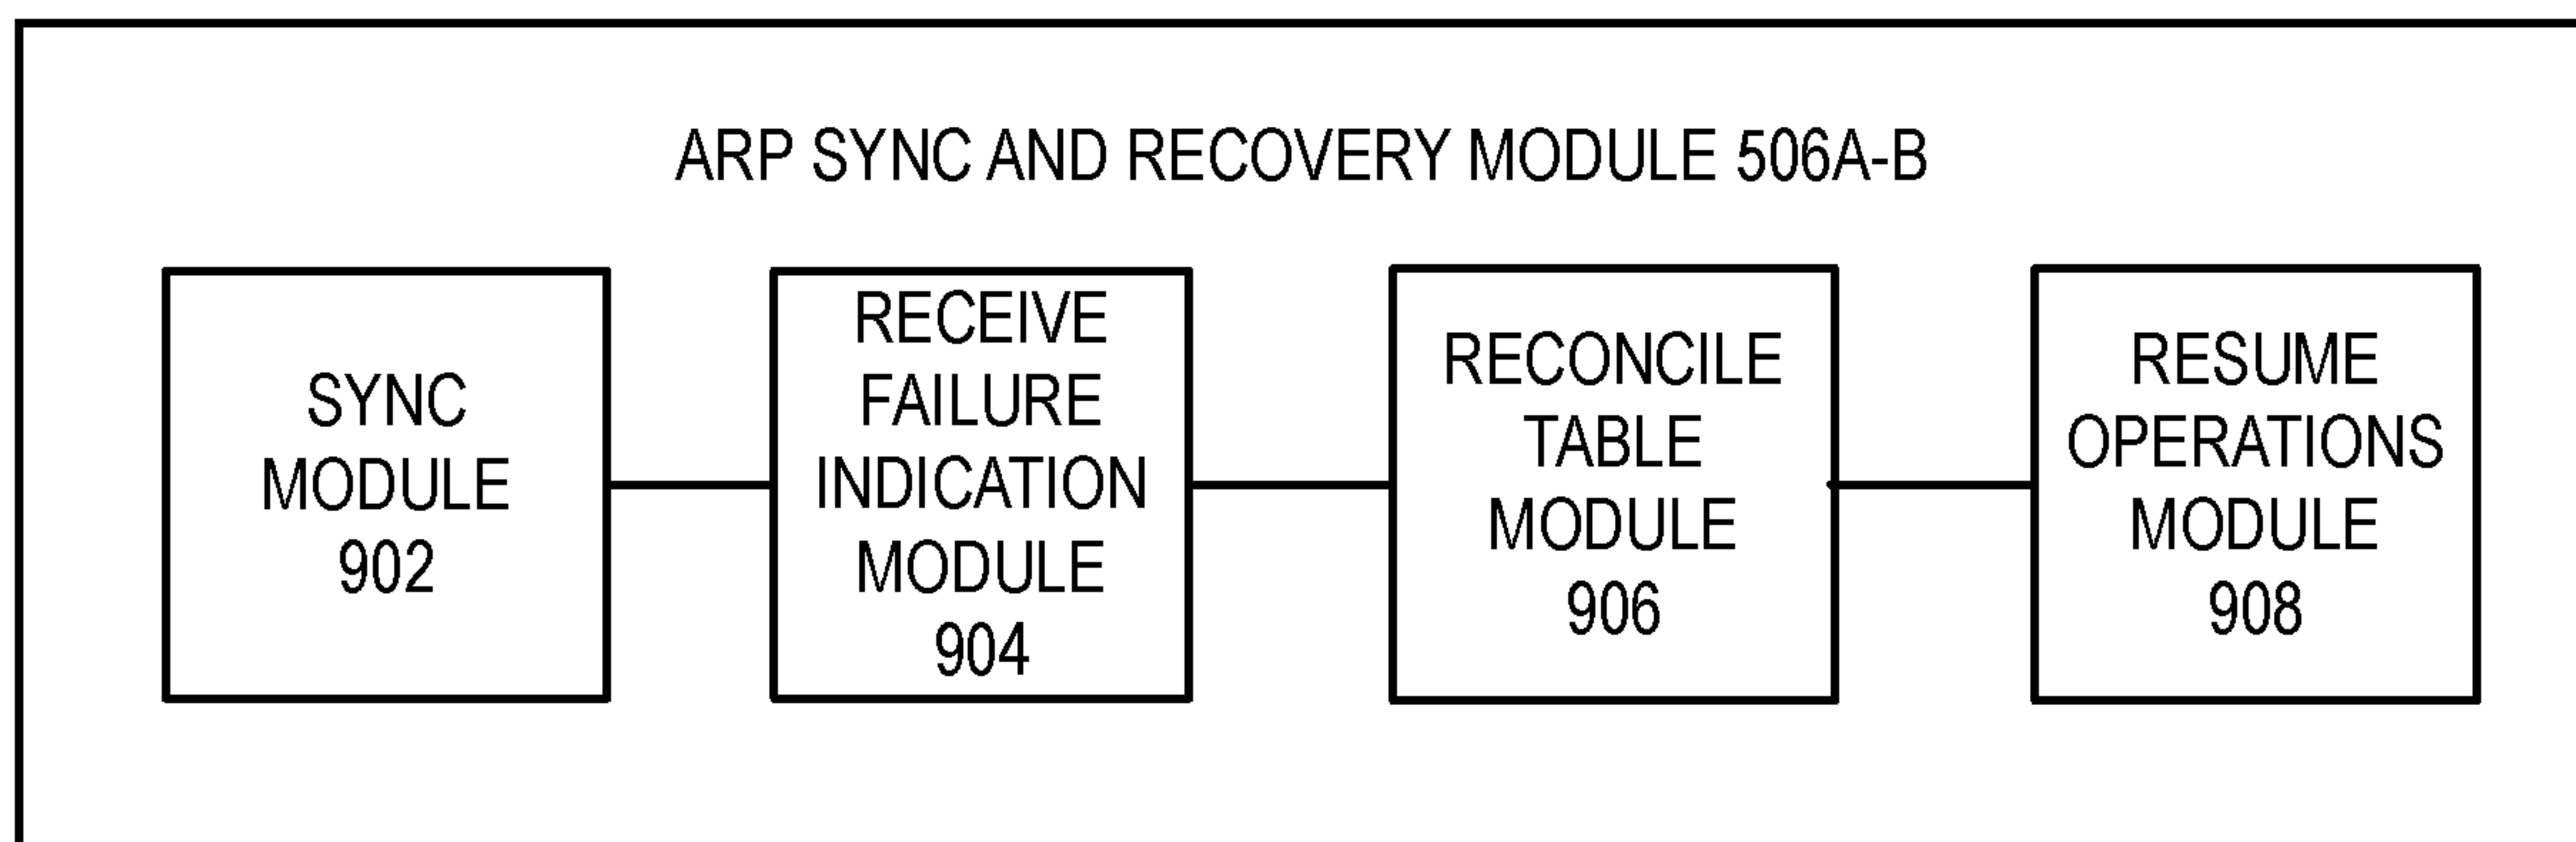 ARP SYNC AND RECOVERY MODULE 506A-B
SYNC
MODULE
902
RECEIVE
FAILURE
INDICATION
MODULE
904
RECONCILE
TABLE
MODULE
906
RESUME
OPERATIONS
MODULE
908